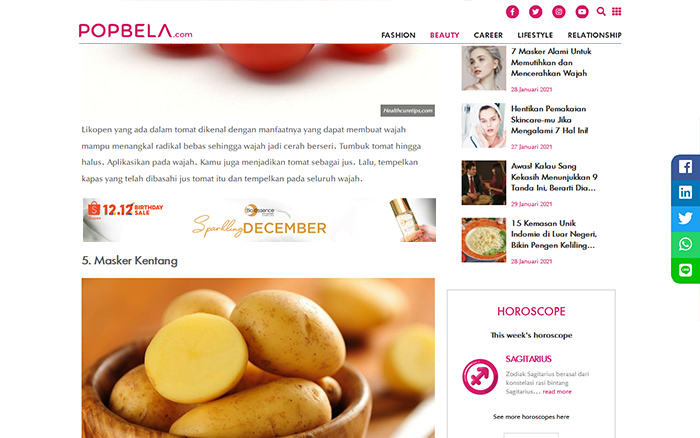 POPBELA.com
FASHION BEAUTY CAREER LIFESTYLE RELATIONSHIP
Healthcuretips.com
Likopen yang ada dalam tomat dikenal dengan manfaatnya yang dapat membuat wajah
mampu menangkal radikal bebas sehingga wajah jadi cerah berseri. Tumbuk tomat hingga
halus. Aplikasikan pada wajah. Kamu juga menjadikan tomat sebagai jus. Lalu, tempelkan
kapas yang telah dibasahi jus tomat itu dan tempelkan pada seluruh wajah.
12.12 BIRTHDAY
SALE
Sparkling DECEMBER
5. Masker Kentang
7 Masker Alami Untuk
Memutihkan dan
Mencerahkan Wajah
28 Januari 2021
Hentikan Pemakaian
Skincare-mu Jika
Mengalami 7 Hal Ini!
27 Januari 2021
Awas! Kalau Sang
Kekasih Menunjukkan 9
Tanda Ini, Berarti Dia...
29 Januari 2021
15 Kemasan Unik
Indomie di Luar Negeri,
Bikin Pengen Keliling...
28 Januari 2021
HOROSCOPE
This week's horoscope
SAGITARIUS
Zodiak Sagitarius berasal dari
konstelasi rasi bintang
Sagitarius... read more
See more horoscopes here